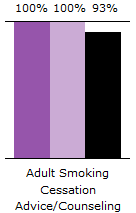 100% 100% 93%
Adult Smoking
Cessation
Advice/Counseling